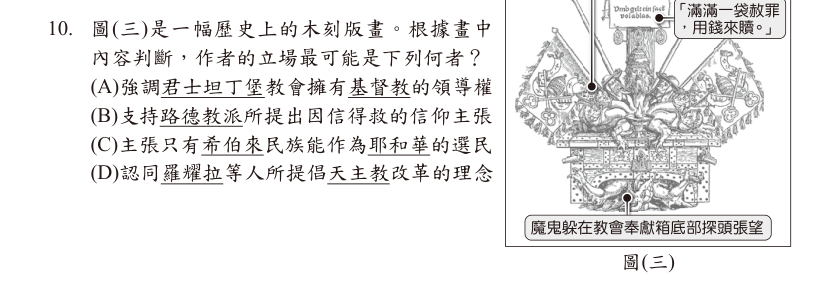 10. 圖(三)是一幅歷史上的木刻版畫。根據畫中
內容判斷，作者的立場最可能是下列何者？
(A)強調君士坦丁堡教會擁有基督教的領導權
(B)支持路德教派所提出因信得救的信仰主張
(C)主張只有希伯來民族能作為耶和華的選民
(D)認同羅耀拉等人所提倡天主教改革的理念
Vmb gelt ein sack
vol ablas.
「滿滿一袋赦罪
，用錢來贖。」
魔鬼躲在教會奉獻箱底部探頭張望
圖(三)